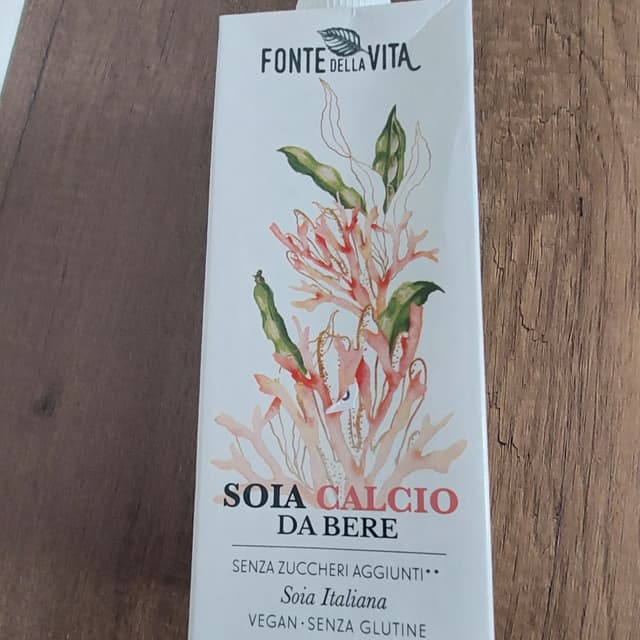 FONTE DELLA VITA
SOIA CALCIO
DA BERE
SENZA ZUCCHERI AGGIUNTI**
Soia Italiana
VEGAN · SENZA GLUTINE